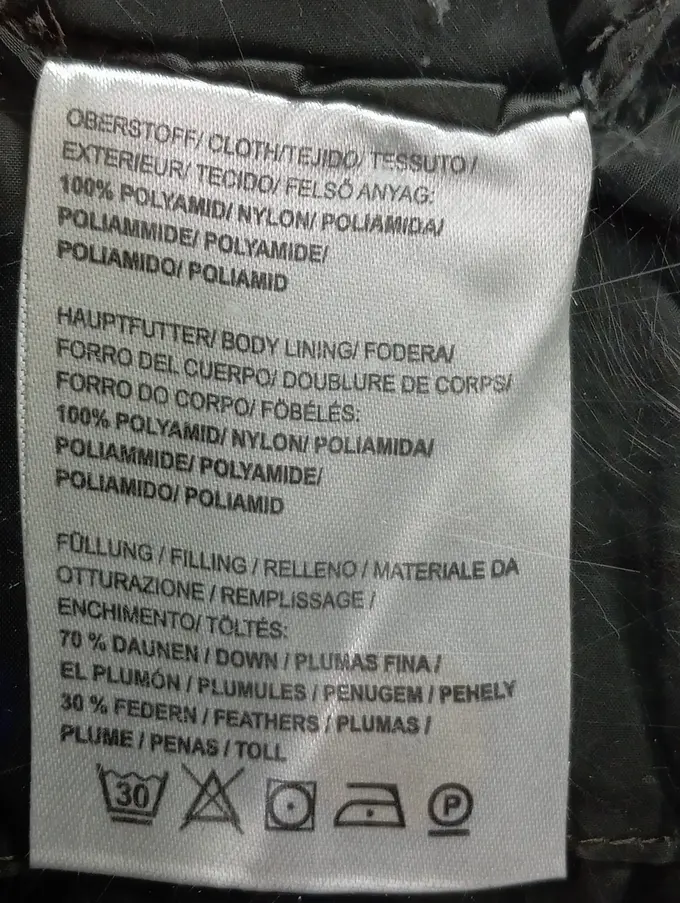 OBERSTOFF/ CLOTH/TEJIDO/ TESSUTO/
EXTERIEUR/ TECIDO/ FELSŐ ANYAG:
100% POLYAMID/ NYLON/ POLIAMIDA/
POLIAMMIDE/ POLYAMIDE/
POLIAMIDO/ POLIAMID
HAUPTFUTTER/ BODY LINING/ FODERA/
FORRO DEL CUERPO/ DOUBLURE DE CORPS/
FORRO DO CORPO/ FÖBÉLÉS:
100% POLYAMID/ NYLON/ POLIAMIDA/
POLIAMMIDE/ POLYAMIDE/
POLIAMIDO/ POLIAMID
FÜLLUNG / FILLING / RELLENO / MATERIALE DA
OTTURAZIONE / REMPLISSAGE /
ENCHIMENTO/ TÖLTÉS:
70 % DAUNEN / DOWN / PLUMAS FINA /
EL PLUMÓN / PLUMULES / PENUGEM / PEHELY
30 % FEDERN / FEATHERS / PLUMAS /
PLUME / PENAS / TOLL
30 P